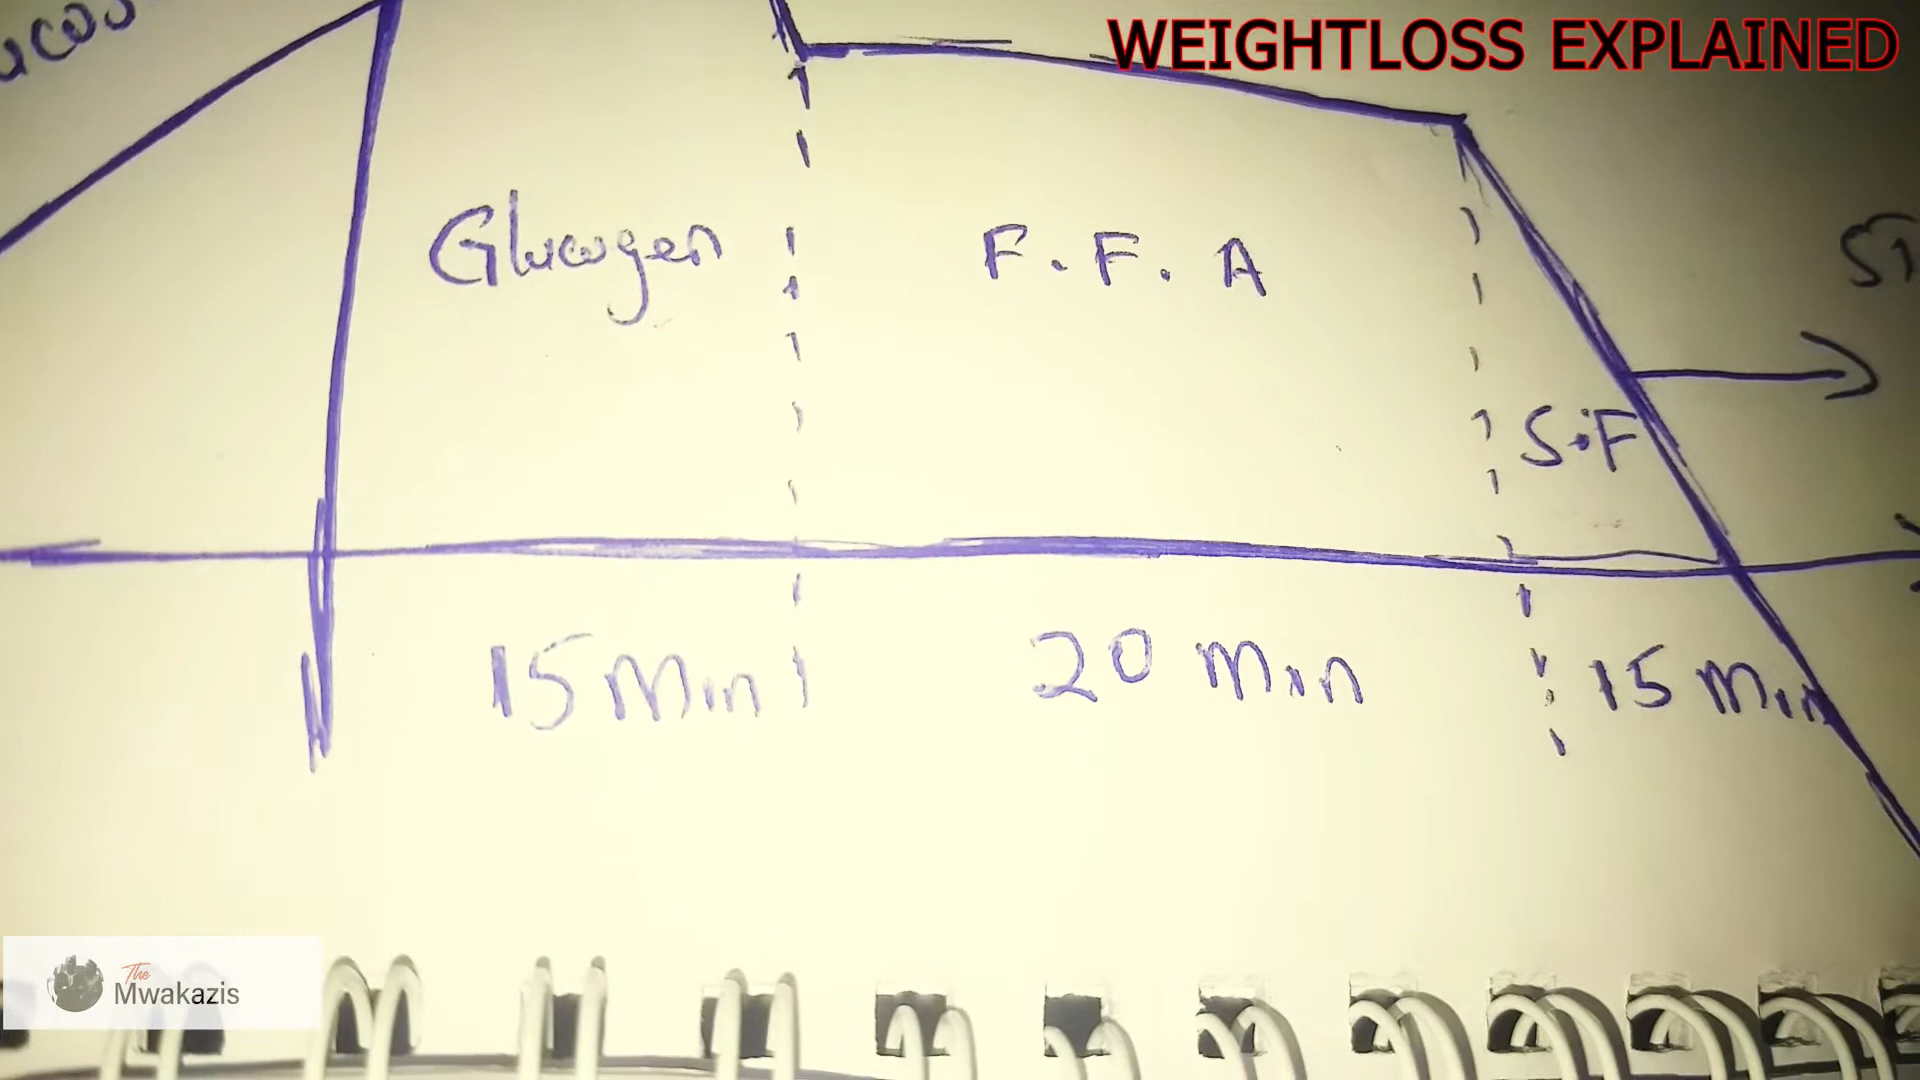 WEIGHTLOSS EXPLAINED
Glucogen
F.F.A
S.F
15 Min
20 Min
15 Min
The
Mwakazis